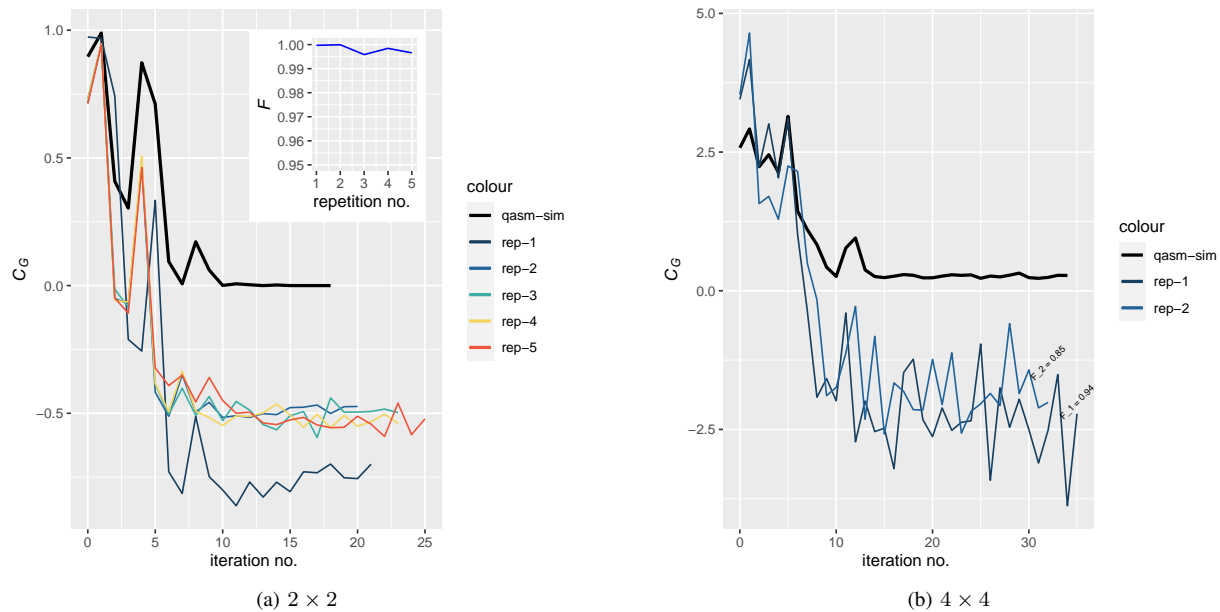 1.0
0.5
0.0
−0.5
C_G
0 5 10 15 20 25
iteration no.
1.00
0.99
0.98
0.97
0.96
0.95
F
1 2 3 4 5
repetition no.
colour
qasm−sim
rep−1
rep−2
rep−3
rep−4
rep−5
(a) 2 × 2
5.0
2.5
0.0
−2.5
C_G
0 10 20 30
iteration no.
F_2 = 0.85
F_1 = 0.94
colour
qasm−sim
rep−1
rep−2
(b) 4 × 4